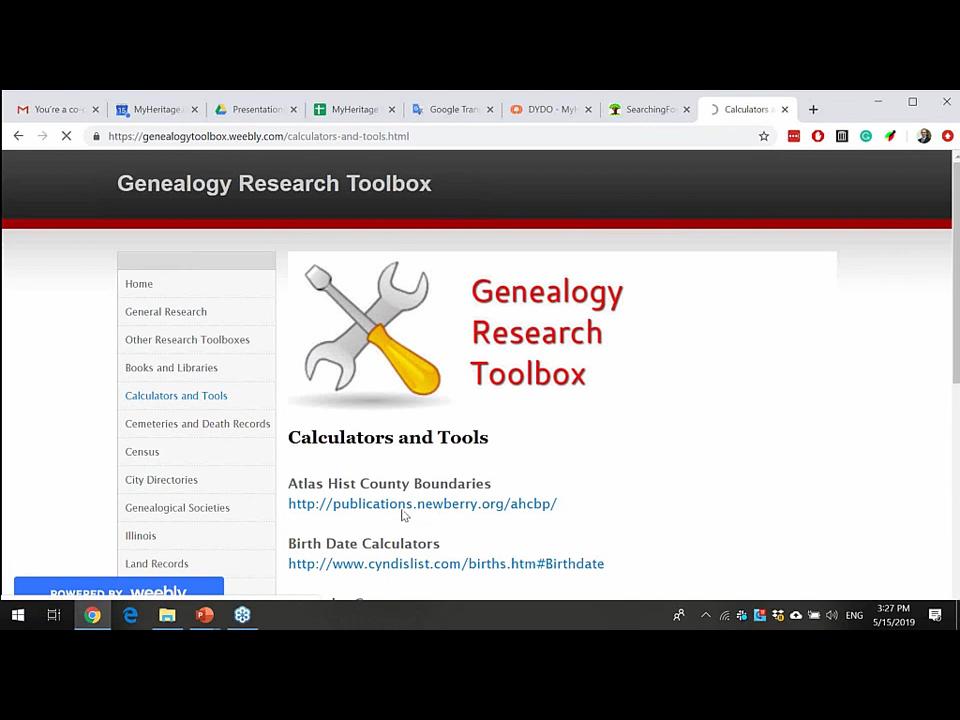 You're a co-
MyHeritage
Presentation
MyHeritage
Google Tran
DYDO - MyH
SearchingFo
Calculators a
https://genealogytoolbox.weebly.com/calculators-and-tools.html
Genealogy Research Toolbox
Home
General Research
Other Research Toolboxes
Books and Libraries
Calculators and Tools
Cemeteries and Death Records
Census
City Directories
Genealogical Societies
Illinois
Land Records
POWERED BY weebly
Genealogy
Research
Toolbox
Calculators and Tools
Atlas Hist County Boundaries
http://publications.newberry.org/ahcbp/
Birth Date Calculators
http://www.cyndislist.com/births.htm#Birthdate
ENG
3:27 PM
5/15/2019